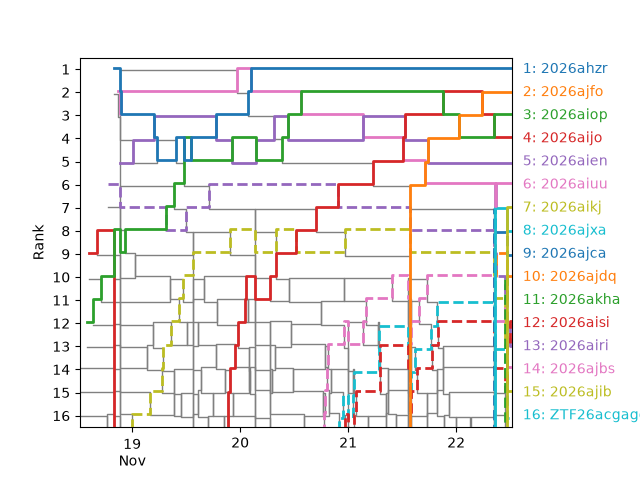 Rank
1
2
3
4
5
6
7
8
9
10
11
12
13
14
15
16
19
20
21
22
Nov
1: 2026ahzr
2: 2026ajfo
3: 2026aiop
4: 2026aijo
5: 2026aien
6: 2026aiuu
7: 2026aikj
8: 2026ajxa
9: 2026ajca
10: 2026ajdq
11: 2026akha
12: 2026aisi
13: 2026airi
14: 2026ajbs
15: 2026ajib
16: ZTF26acgag